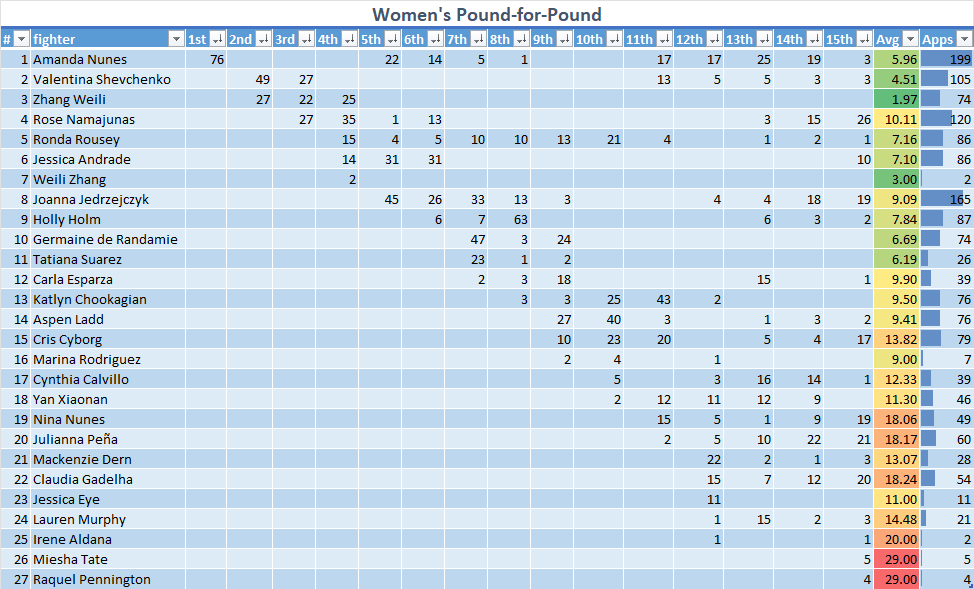 Women's Pound-for-Pound
# fighter 1st 2nd 3rd 4th 5th 6th 7th 8th 9th 10th 11th 12th 13th 14th 15th Avg Apps
1 Amanda Nunes 76 22 14 5 1 17 17 25 19 3 5.96 199
2 Valentina Shevchenko 49 27 13 5 5 3 3 4.51 105
3 Zhang Weili 27 22 25 1.97 74
4 Rose Namajunas 27 35 1 13 3 15 26 10.11 120
5 Ronda Rousey 15 4 5 10 10 13 21 4 1 2 1 7.16 86
6 Jessica Andrade 14 31 31 10 7.10 86
7 Weili Zhang 2 3.00 2
8 Joanna Jedrzejczyk 45 26 33 13 3 4 4 18 19 9.09 165
9 Holly Holm 6 7 63 6 3 2 7.84 87
10 Germaine de Randamie 47 3 24 6.69 74
11 Tatiana Suarez 23 1 2 6.19 26
12 Carla Esparza 2 3 18 15 1 9.90 39
13 Katlyn Chookagian 3 3 25 43 2 9.50 76
14 Aspen Ladd 27 40 3 1 3 2 9.41 76
15 Cris Cyborg 10 23 20 5 4 17 13.82 79
16 Marina Rodriguez 2 4 1 9.00 7
17 Cynthia Calvillo 5 3 16 14 1 12.33 39
18 Yan Xiaonan 2 12 11 12 9 11.30 46
19 Nina Nunes 15 5 1 9 19 18.06 49
20 Julianna Peña 2 5 10 22 21 18.17 60
21 Mackenzie Dern 22 2 1 3 13.07 28
22 Claudia Gadelha 15 7 12 20 18.24 54
23 Jessica Eye 11 11.00 11
24 Lauren Murphy 1 15 2 3 14.48 21
25 Irene Aldana 1 1 20.00 2
26 Miesha Tate 5 29.00 5
27 Raquel Pennington 4 29.00 4